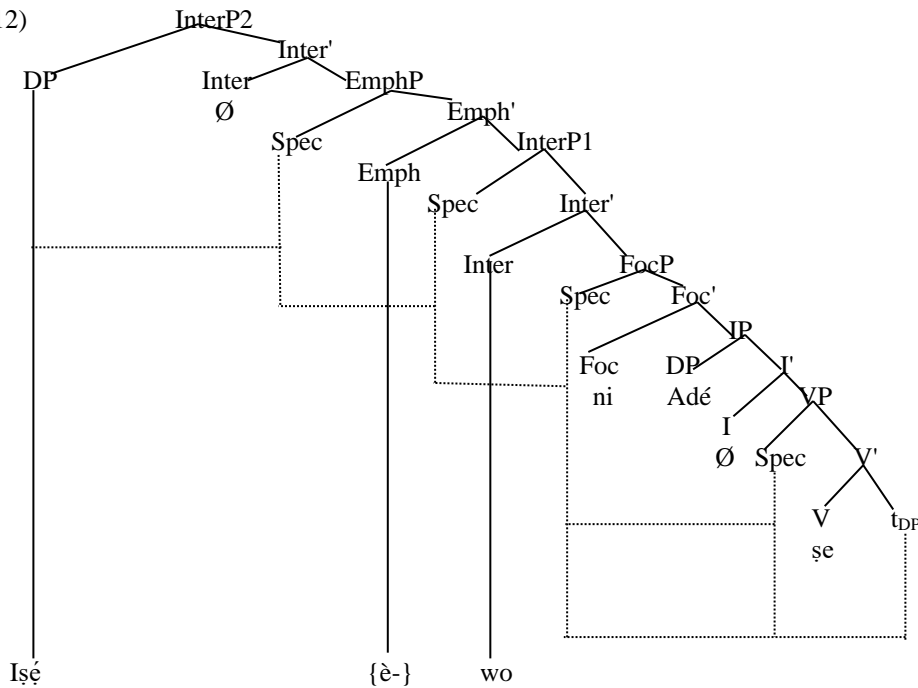 12)
InterP2
Inter'
DP Inter EmphP
Ø
Emph'
Spec InterP1
Emph
Spec Inter'
Inter FocP
Spec Foc'
IP
Foc DP I'
ni Adé VP
I
Ø Spec V'
V tDP
ṣe
Iṣẹ́ {è-} wo